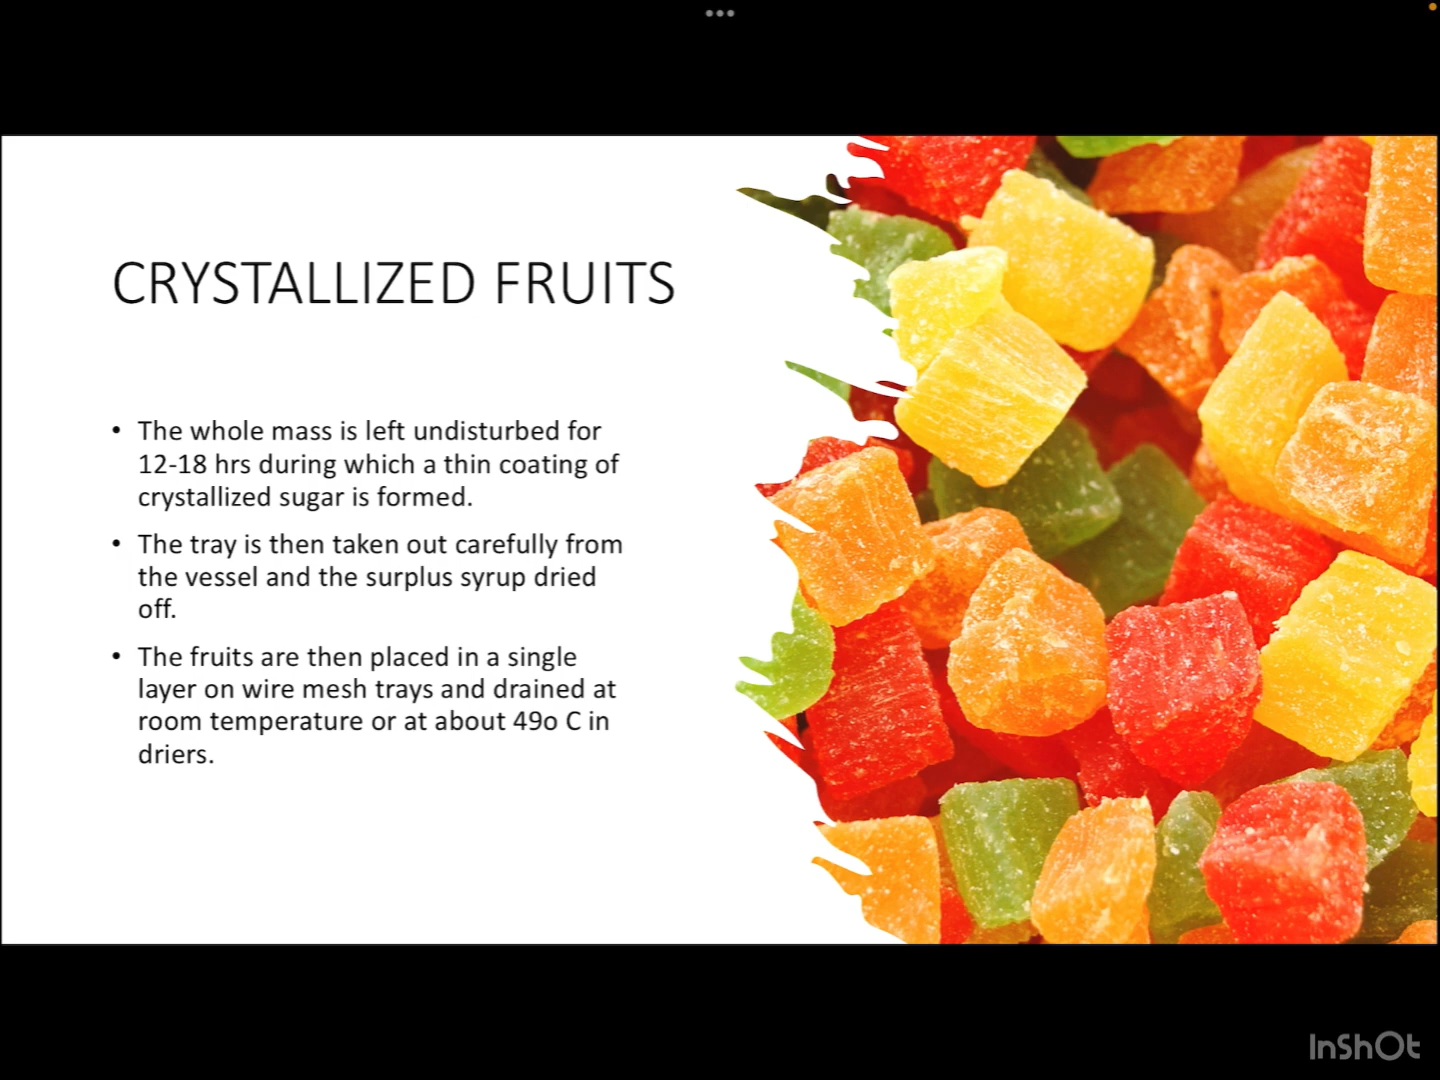 CRYSTALLIZED FRUITS
• The whole mass is left undisturbed for
12-18 hrs during which a thin coating of
crystallized sugar is formed.
• The tray is then taken out carefully from
the vessel and the surplus syrup dried
off.
• The fruits are then placed in a single
layer on wire mesh trays and drained at
room temperature or at about 49o C in
driers.
InShOt